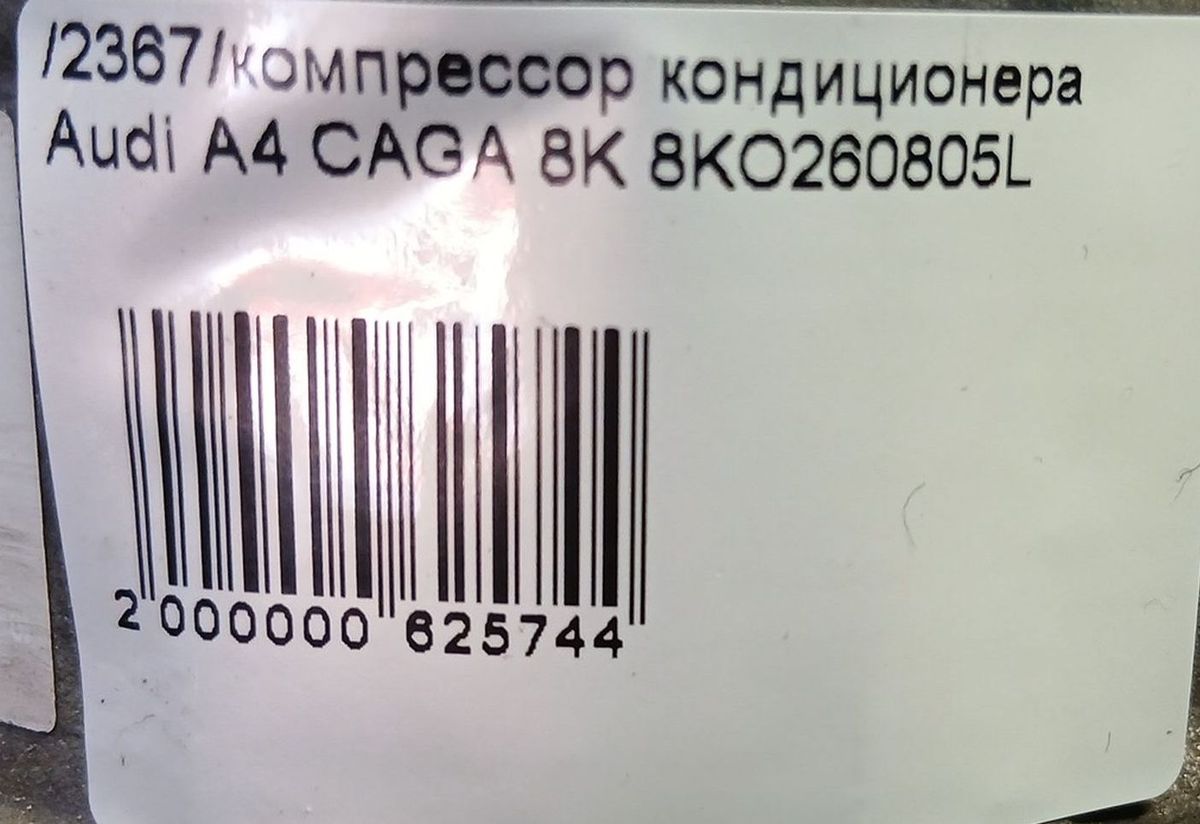 /2367/компрессор кондиционера
Audi A4 CAGA 8K 8KO260805L
2 000000 625744